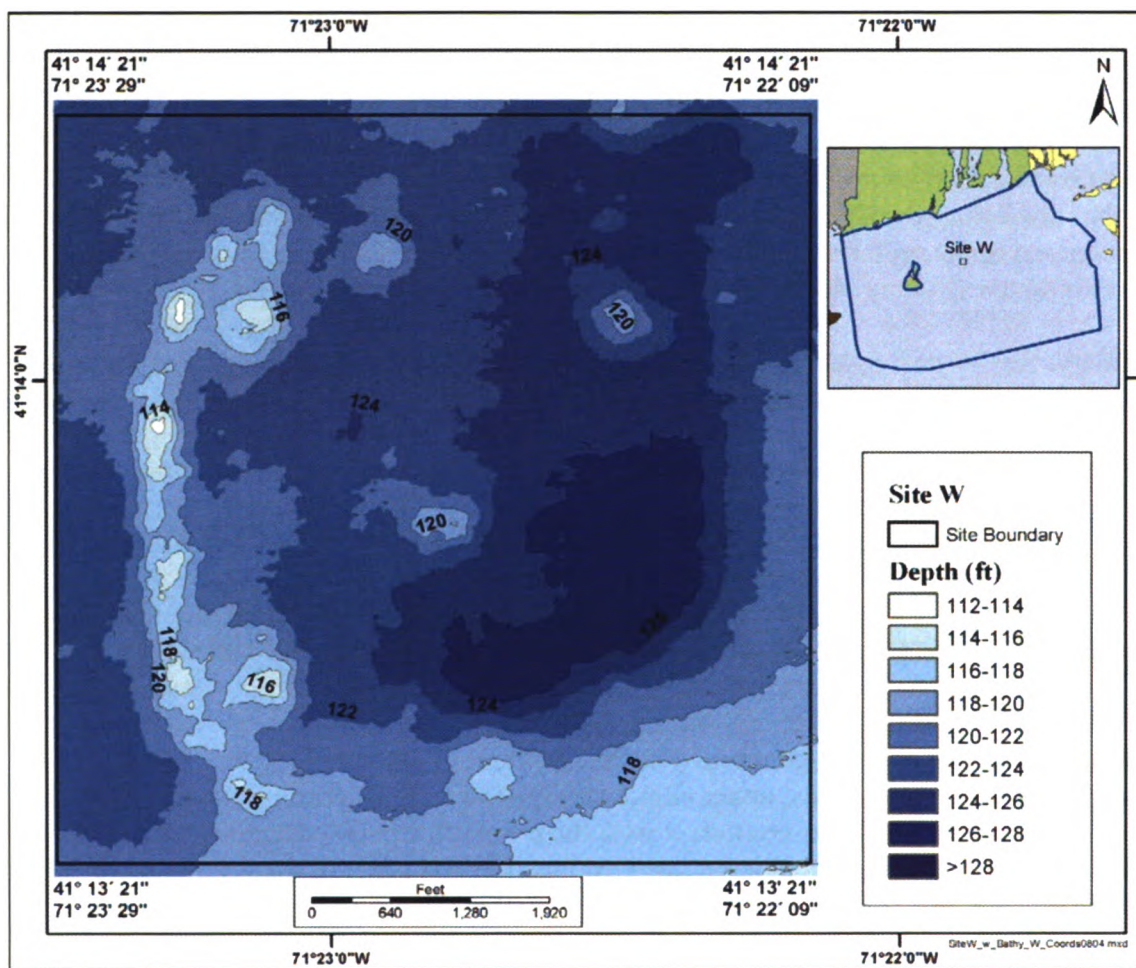 71°23'0"W
71°22'0"W
41° 14´ 21"
71° 23´ 29"
41° 14´ 21"
71° 22´ 09"
N
Site W
120
124
116
120
41°14'0"N
114
124
120
118
120
116
126
122
124
118
118
Site W
Site Boundary
Depth (ft)
112-114
114-116
116-118
118-120
120-122
122-124
124-126
126-128
>128
41° 13´ 21"
71° 23´ 29"
Feet
0 640 1,280 1,920
41° 13´ 21"
71° 22´ 09"
71°23'0"W
71°22'0"W
SiteW_w_Bathy_W_Coords0804.mxd